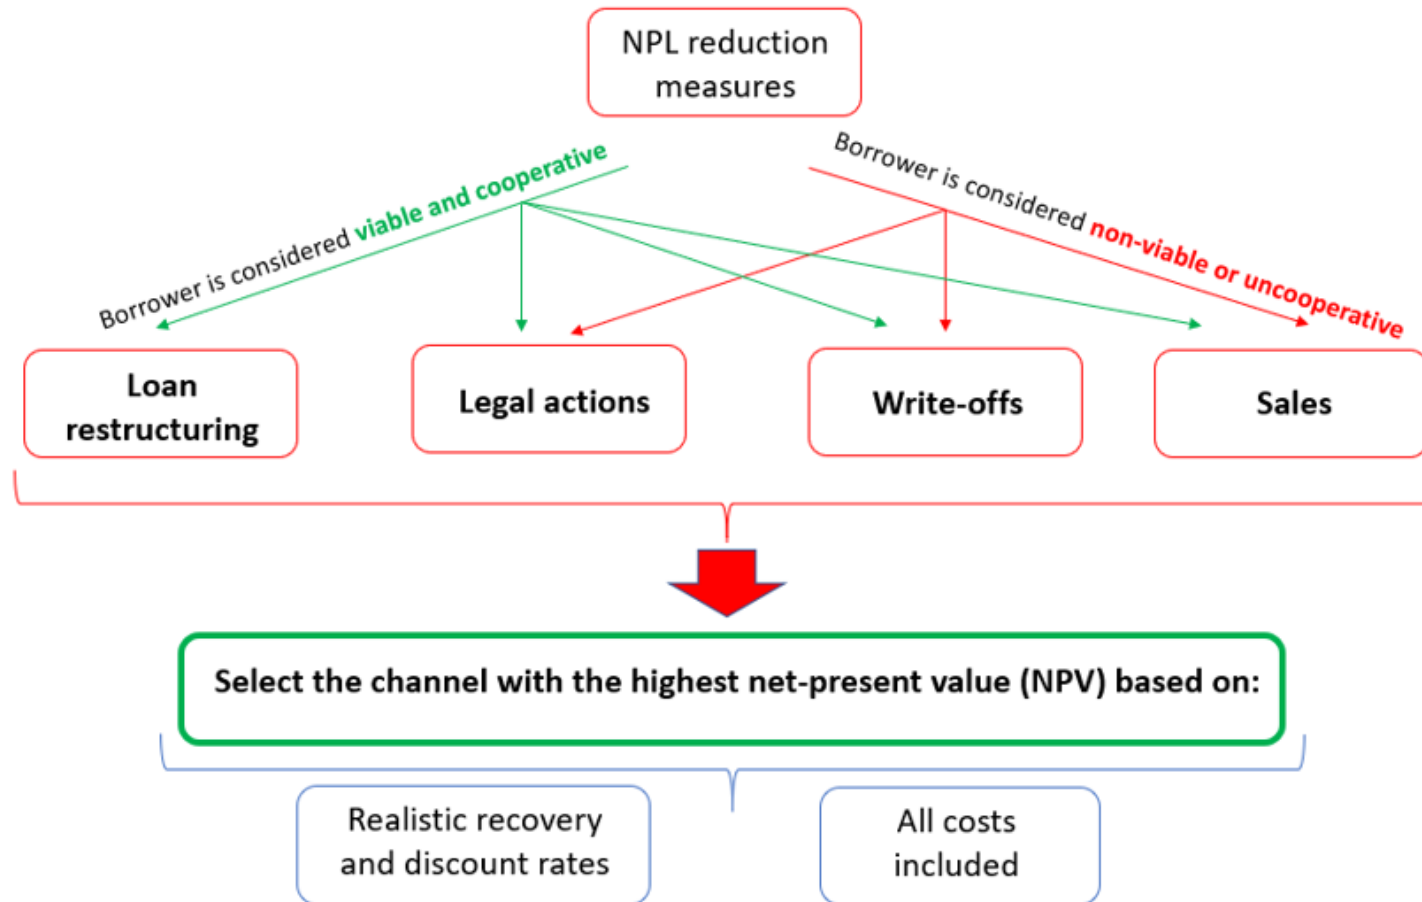 NPL reduction
measures
Borrower is considered viable and cooperative
Borrower is considered non-viable or uncooperative
Loan
restructuring
Legal actions
Write-offs
Sales
Select the channel with the highest net-present value (NPV) based on:
Realistic recovery
and discount rates
All costs
included